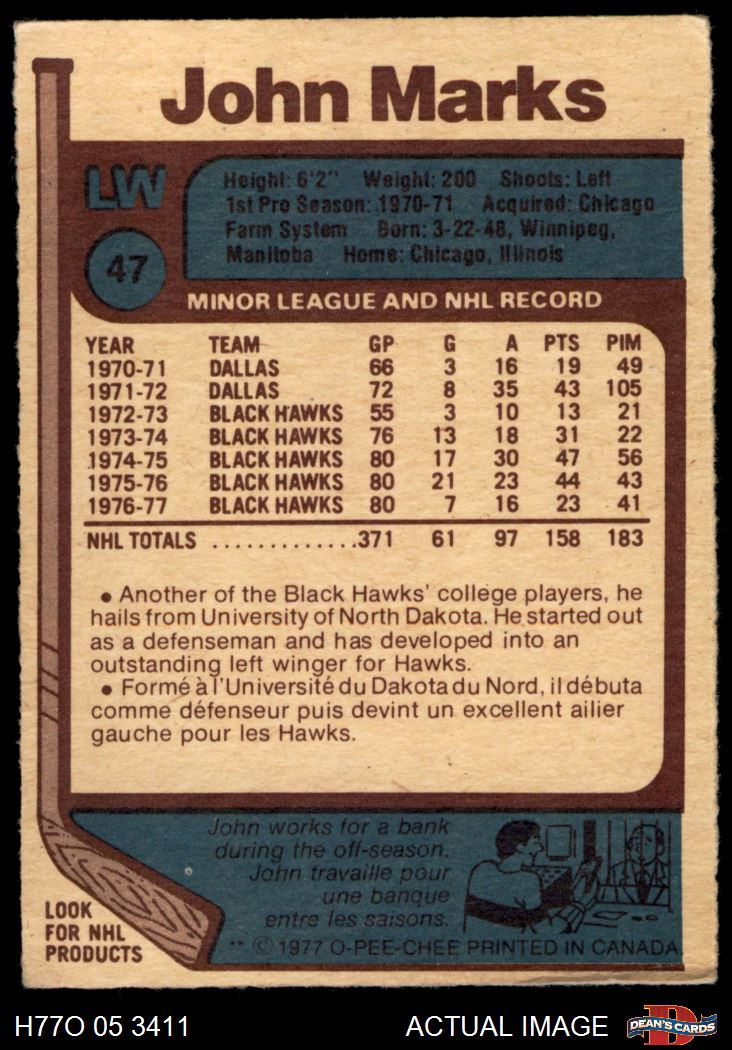 John Marks
LW
Height: 6'2" Weight: 200 Shoots: Left
1st Pro Season: 1970-71 Acquired: Chicago
Farm System Born: 3-22-48, Winnipeg,
Manitoba Home: Chicago, Illinois
47
MINOR LEAGUE AND NHL RECORD
YEAR TEAM GP G A PTS PIM
1970-71 DALLAS 66 3 16 19 49
1971-72 DALLAS 72 8 35 43 105
1972-73 BLACK HAWKS 55 3 10 13 21
1973-74 BLACK HAWKS 76 13 18 31 22
1974-75 BLACK HAWKS 80 17 30 47 56
1975-76 BLACK HAWKS 80 21 23 44 43
1976-77 BLACK HAWKS 80 7 16 23 41
NHL TOTALS .............371 61 97 158 183
• Another of the Black Hawks' college players, he
hails from University of North Dakota. He started out
as a defenseman and has developed into an
outstanding left winger for Hawks.
• Formé à l'Université du Dakota du Nord, il débuta
comme défenseur puis devint un excellent ailier
gauche pour les Hawks.
John works for a bank
during the off-season.
John travaille pour
une banque
entre les saisons.
LOOK
FOR NHL
PRODUCTS
** © 1977 O-PEE-CHEE PRINTED IN CANADA
H77O 05 3411 ACTUAL IMAGE D DEAN'S CARDS